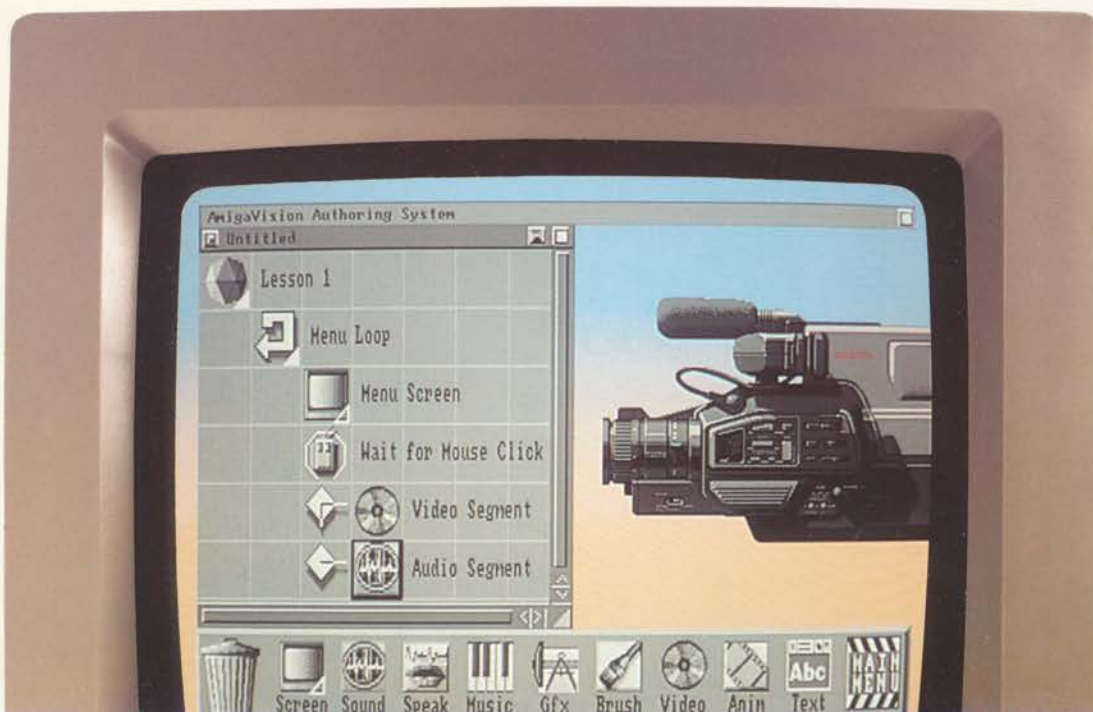 AmigaVision Authoring System
Untitled
Lesson 1
Menu Loop
Menu Screen
Wait for Mouse Click
Video Segment
Audio Segment
Screen Sound Speak Music Gfx Brush Video Anim Text
Abc
MAIN
MENU